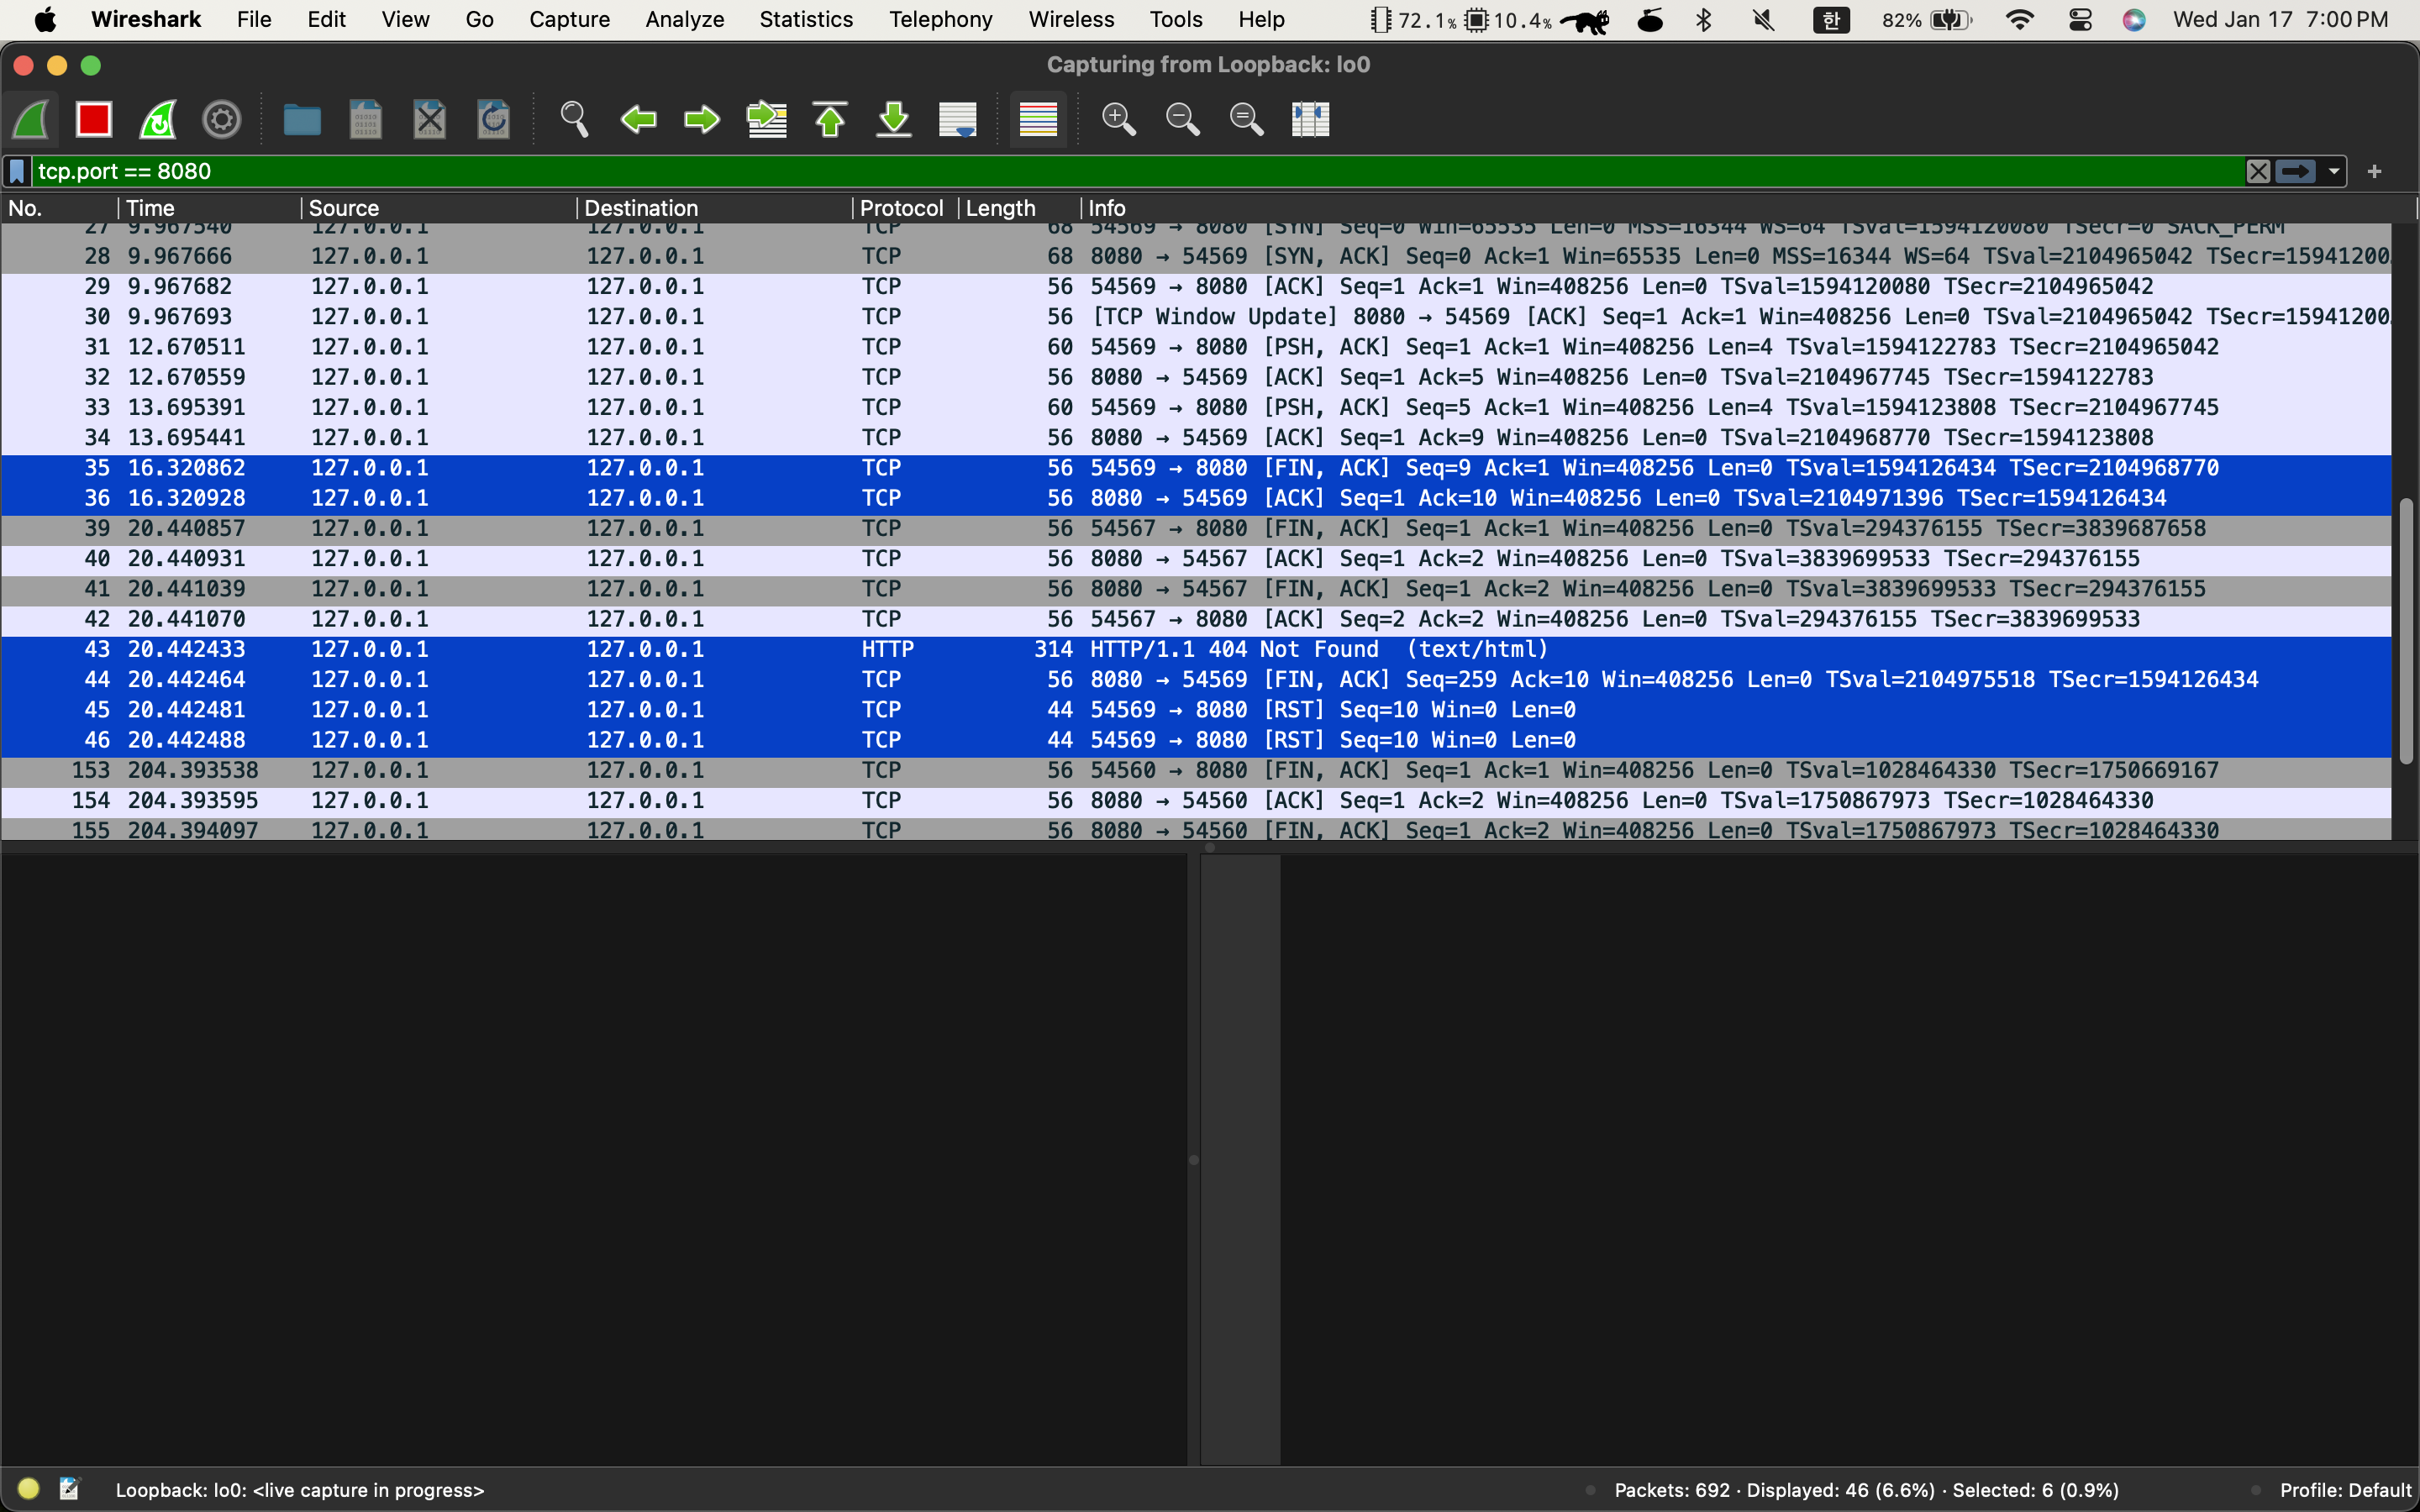 Wireshark File Edit View Go Capture Analyze Statistics Telephony Wireless Tools Help 72.1% 10.4% 한 82% Wed Jan 17 7:00 PM
Capturing from Loopback: lo0
tcp.port == 8080
No. Time Source Destination Protocol Length Info
27 9.967540 127.0.0.1 127.0.0.1 TCP 68 54569 → 8080 [SYN] Seq=0 Win=65535 Len=0 MSS=16344 WS=64 TSval=1594120080 TSecr=0 SACK_PERM
28 9.967666 127.0.0.1 127.0.0.1 TCP 68 8080 → 54569 [SYN, ACK] Seq=0 Ack=1 Win=65535 Len=0 MSS=16344 WS=64 TSval=2104965042 TSecr=15941200
29 9.967682 127.0.0.1 127.0.0.1 TCP 56 54569 → 8080 [ACK] Seq=1 Ack=1 Win=408256 Len=0 TSval=1594120080 TSecr=2104965042
30 9.967693 127.0.0.1 127.0.0.1 TCP 56 [TCP Window Update] 8080 → 54569 [ACK] Seq=1 Ack=1 Win=408256 Len=0 TSval=2104965042 TSecr=15941200
31 12.670511 127.0.0.1 127.0.0.1 TCP 60 54569 → 8080 [PSH, ACK] Seq=1 Ack=1 Win=408256 Len=4 TSval=1594122783 TSecr=2104965042
32 12.670559 127.0.0.1 127.0.0.1 TCP 56 8080 → 54569 [ACK] Seq=1 Ack=5 Win=408256 Len=0 TSval=2104967745 TSecr=1594122783
33 13.695391 127.0.0.1 127.0.0.1 TCP 60 54569 → 8080 [PSH, ACK] Seq=5 Ack=1 Win=408256 Len=4 TSval=1594123808 TSecr=2104967745
34 13.695441 127.0.0.1 127.0.0.1 TCP 56 8080 → 54569 [ACK] Seq=1 Ack=9 Win=408256 Len=0 TSval=2104968770 TSecr=1594123808
35 16.320862 127.0.0.1 127.0.0.1 TCP 56 54569 → 8080 [FIN, ACK] Seq=9 Ack=1 Win=408256 Len=0 TSval=1594126434 TSecr=2104968770
36 16.320928 127.0.0.1 127.0.0.1 TCP 56 8080 → 54569 [ACK] Seq=1 Ack=10 Win=408256 Len=0 TSval=2104971396 TSecr=1594126434
39 20.440857 127.0.0.1 127.0.0.1 TCP 56 54567 → 8080 [FIN, ACK] Seq=1 Ack=1 Win=408256 Len=0 TSval=294376155 TSecr=3839687658
40 20.440931 127.0.0.1 127.0.0.1 TCP 56 8080 → 54567 [ACK] Seq=1 Ack=2 Win=408256 Len=0 TSval=3839699533 TSecr=294376155
41 20.441039 127.0.0.1 127.0.0.1 TCP 56 8080 → 54567 [FIN, ACK] Seq=1 Ack=2 Win=408256 Len=0 TSval=3839699533 TSecr=294376155
42 20.441070 127.0.0.1 127.0.0.1 TCP 56 54567 → 8080 [ACK] Seq=2 Ack=2 Win=408256 Len=0 TSval=294376155 TSecr=3839699533
43 20.442433 127.0.0.1 127.0.0.1 HTTP 314 HTTP/1.1 404 Not Found (text/html)
44 20.442464 127.0.0.1 127.0.0.1 TCP 56 8080 → 54569 [FIN, ACK] Seq=259 Ack=10 Win=408256 Len=0 TSval=2104975518 TSecr=1594126434
45 20.442481 127.0.0.1 127.0.0.1 TCP 44 54569 → 8080 [RST] Seq=10 Win=0 Len=0
46 20.442488 127.0.0.1 127.0.0.1 TCP 44 54569 → 8080 [RST] Seq=10 Win=0 Len=0
153 204.393538 127.0.0.1 127.0.0.1 TCP 56 54560 → 8080 [FIN, ACK] Seq=1 Ack=1 Win=408256 Len=0 TSval=1028464330 TSecr=1750669167
154 204.393595 127.0.0.1 127.0.0.1 TCP 56 8080 → 54560 [ACK] Seq=1 Ack=2 Win=408256 Len=0 TSval=1750867973 TSecr=1028464330
155 204.394097 127.0.0.1 127.0.0.1 TCP 56 8080 → 54560 [FIN, ACK] Seq=1 Ack=2 Win=408256 Len=0 TSval=1750867973 TSecr=1028464330
Loopback: lo0: <live capture in progress> Packets: 692 · Displayed: 46 (6.6%) · Selected: 6 (0.9%) Profile: Default